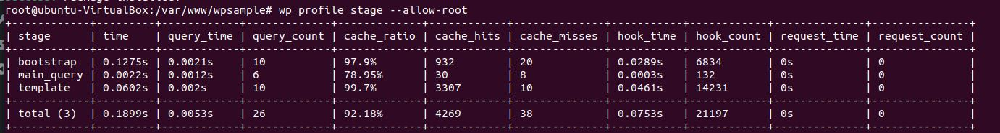 root@ubuntu-VirtualBox:/var/www/wpsample# wp profile stage --allow-root
+------------+---------+------------+-------------+-------------+------------+--------------+-----------+------------+--------------+---------------+
| stage | time | query_time | query_count | cache_ratio | cache_hits | cache_misses | hook_time | hook_count | request_time | request_count |
+------------+---------+------------+-------------+-------------+------------+--------------+-----------+------------+--------------+---------------+
| bootstrap | 0.1275s | 0.0021s | 10 | 97.9% | 932 | 20 | 0.0289s | 6834 | 0s | 0 |
| main_query | 0.0022s | 0.0012s | 6 | 78.95% | 30 | 8 | 0.0003s | 132 | 0s | 0 |
| template | 0.0602s | 0.002s | 10 | 99.7% | 3307 | 10 | 0.0461s | 14231 | 0s | 0 |
+------------+---------+------------+-------------+-------------+------------+--------------+-----------+------------+--------------+---------------+
| total (3) | 0.1899s | 0.0053s | 26 | 92.18% | 4269 | 38 | 0.0753s | 21197 | 0s | 0 |
+------------+---------+------------+-------------+-------------+------------+--------------+-----------+------------+--------------+---------------+